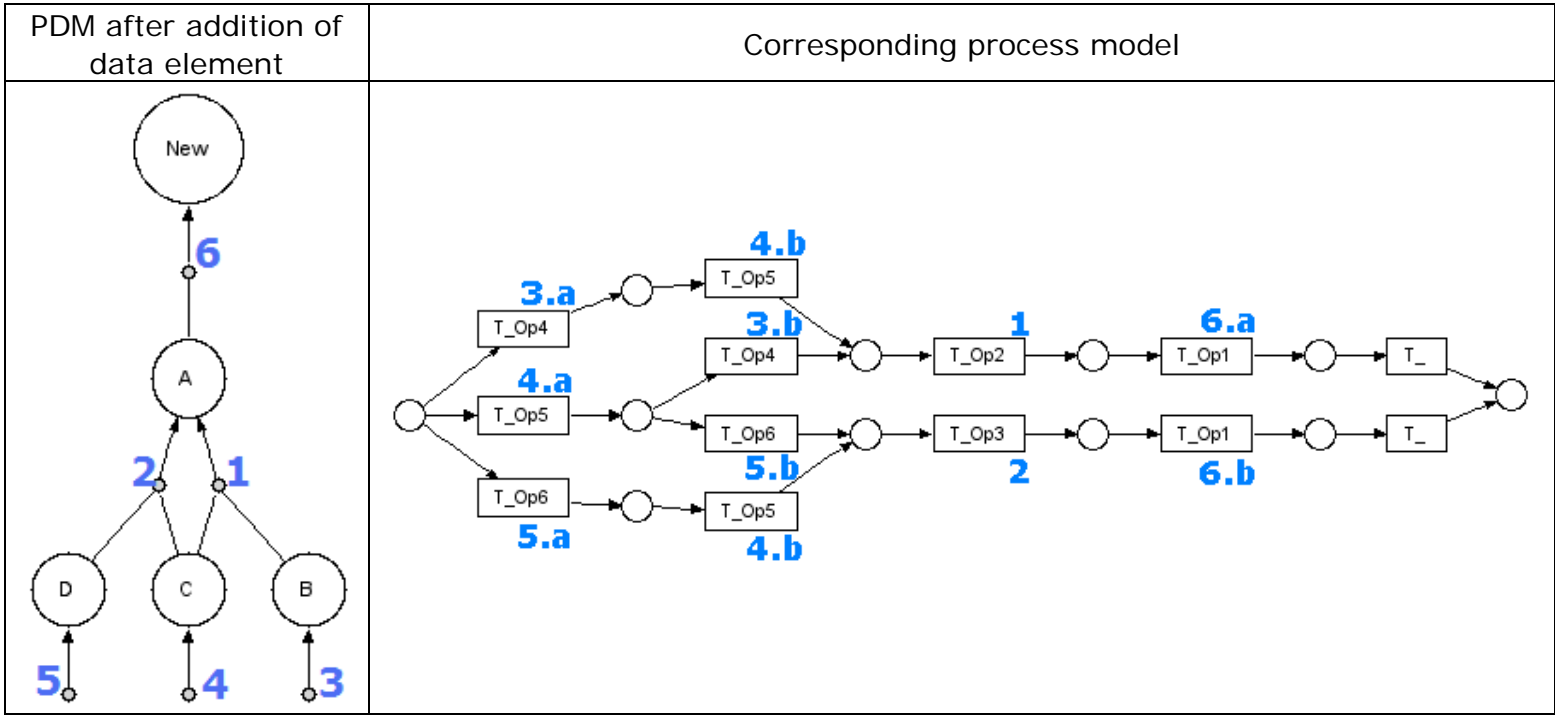 PDM after addition of
data element
Corresponding process model
New
6
A
2
1
D
C
B
5
4
3
4.b
T_Op5
3.a
T_Op4
3.b
T_Op4
1
T_Op2
6.a
T_Op1
T_
4.a
T_Op5
T_Op6
5.b
T_Op3
2
T_Op1
6.b
T_
T_Op6
5.a
T_Op5
4.b